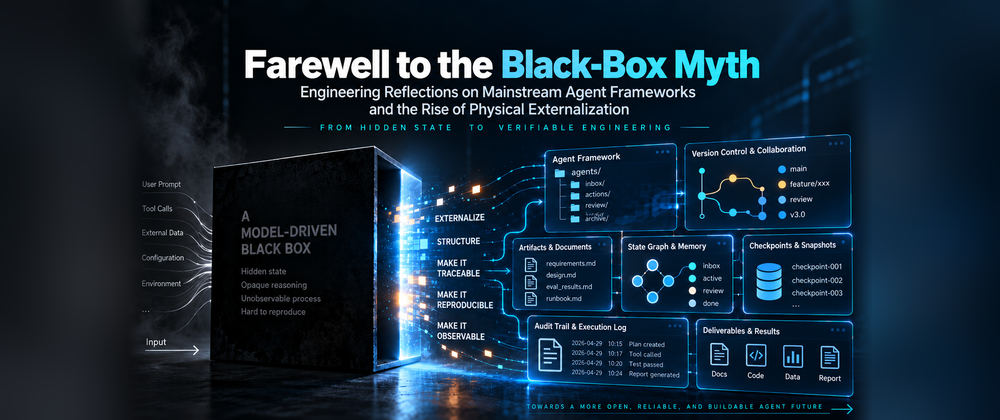 Farewell to the Black-Box Myth
Engineering Reflections on Mainstream Agent Frameworks
and the Rise of Physical Externalization
FROM HIDDEN STATE TO VERIFIABLE ENGINEERING
User Prompt
Tool Calls
External Data
Configuration
Environment
...
Input
A
MODEL-DRIVEN
BLACK BOX
Hidden state
Opaque reasoning
Unobservable process
Hard to reproduce
EXTERNALIZE
STRUCTURE
MAKE IT
TRACEABLE
MAKE IT
REPRODUCIBLE
MAKE IT
OBSERVABLE
Agent Framework
agents/
inbox/
actions/
review/
archive/
Version Control & Collaboration
main
feature/xxx
review
v3.0
Artifacts & Documents
requirements.md
design.md
eval_results.md
runbook.md
State Graph & Memory
inbox
active
review
done
Checkpoints & Snapshots
checkpoint-001
checkpoint-002
checkpoint-003
...
Audit Trail & Execution Log
2026-04-29 10:15 Plan created
2026-04-29 10:17 Tool called
2026-04-29 10:20 Test passed
2026-04-29 10:24 Report generated
Deliverables & Results
Docs
Code
Data
Report
TOWARDS A MORE OPEN, RELIABLE, AND BUILDABLE AGENT FUTURE